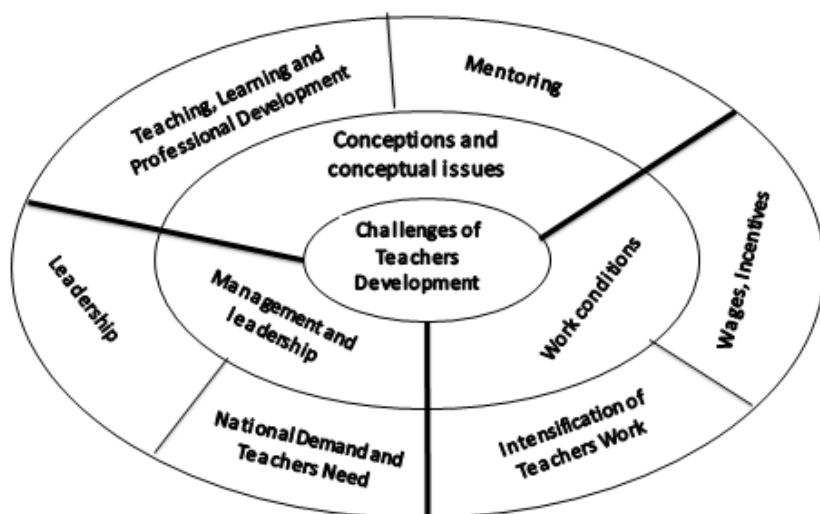 Teaching, Learning and
Professional Development
Mentoring
Conceptions and
conceptual issues
Challenges of
Teachers
Development
Leadership
Management and
leadership
Work conditions
Wages, Incentives
National Demand and
Teachers Need
Intensification of
Teachers Work